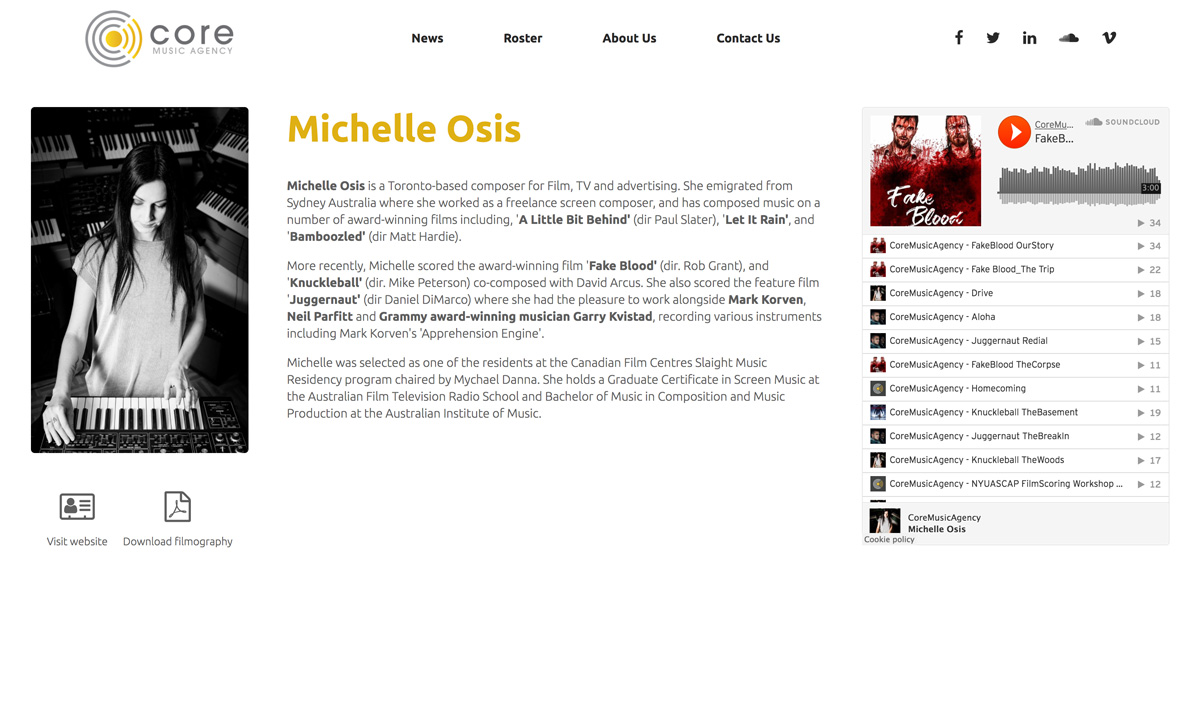 core
MUSIC AGENCY
News
Roster
About Us
Contact Us
Michelle Osis
Michelle Osis is a Toronto-based composer for Film, TV and advertising. She emigrated from
Sydney Australia where she worked as a freelance screen composer, and has composed music on a
number of award-winning films including, 'A Little Bit Behind' (dir Paul Slater), 'Let It Rain', and
'Bamboozled' (dir Matt Hardie).
More recently, Michelle scored the award-winning film 'Fake Blood' (dir. Rob Grant), and
'Knuckleball' (dir. Mike Peterson) co-composed with David Arcus. She also scored the feature film
'Juggernaut' (dir Daniel DiMarco) where she had the pleasure to work alongside Mark Korven,
Neil Parfitt and Grammy award-winning musician Garry Kvistad, recording various instruments
including Mark Korven's 'Apprehension Engine'.
Michelle was selected as one of the residents at the Canadian Film Centres Slaight Music
Residency program chaired by Mychael Danna. She holds a Graduate Certificate in Screen Music at
the Australian Film Television Radio School and Bachelor of Music in Composition and Music
Production at the Australian Institute of Music.
Visit website
Download filmography
Fake
Blood
CoreMu...
FakeB...
SOUNDCLOUD
3:00
34
CoreMusicAgency - FakeBlood OurStory 34
CoreMusicAgency - Fake Blood_The Trip 22
CoreMusicAgency - Drive 18
CoreMusicAgency - Aloha 18
CoreMusicAgency - Juggernaut Redial 15
CoreMusicAgency - FakeBlood TheCorpse 11
CoreMusicAgency - Homecoming 11
CoreMusicAgency - Knuckleball TheBasement 19
CoreMusicAgency - Juggernaut TheBreakIn 12
CoreMusicAgency - Knuckleball TheWoods 17
CoreMusicAgency - NYUASCAP FilmScoring Workshop ... 12
CoreMusicAgency
Michelle Osis
Cookie policy